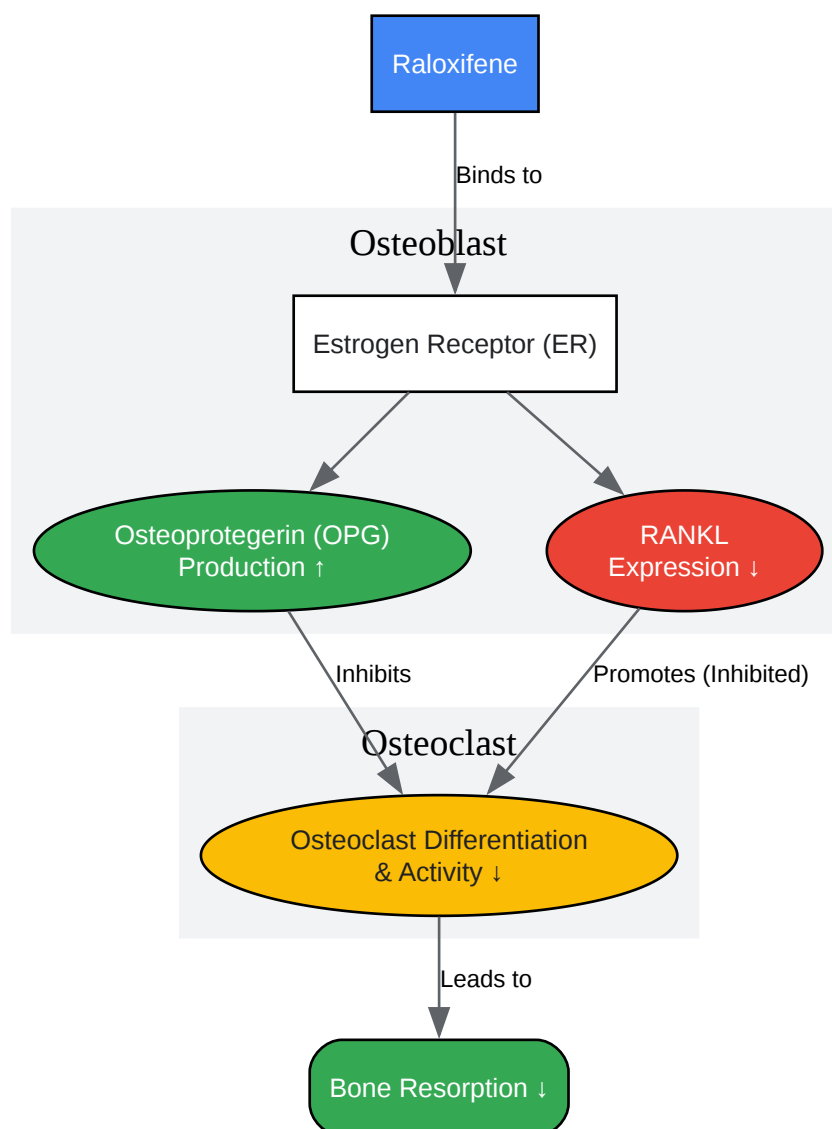 Raloxifene
Binds to
Osteoblast
Estrogen Receptor (ER)
Osteoprotegerin (OPG)
Production ↑
RANKL
Expression ↓
Inhibits
Promotes (Inhibited)
Osteoclast
Osteoclast Differentiation
& Activity ↓
Leads to
Bone Resorption ↓